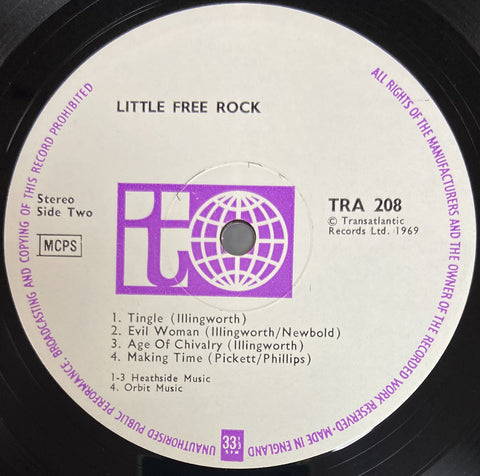 LITTLE FREE ROCK
Stereo
Side Two
MCPS
TRA 208
© Transatlantic
Records Ltd. 1969
t
1. Tingle (Illingworth)
2. Evil Woman (Illingworth/Newbold)
3. Age Of Chivalry (Illingworth)
4. Making Time (Pickett/Phillips)
1-3 Heathside Music
4. Orbit Music
33⅓
RPM
ALL RIGHTS OF THE MANUFACTURERS AND THE OWNER OF THE RECORDED WORK RESERVED·MADE IN ENGLAND
UNAUTHORISED PUBLIC PERFORMANCE, BROADCASTING AND COPYING OF THIS RECORD PROHIBITED